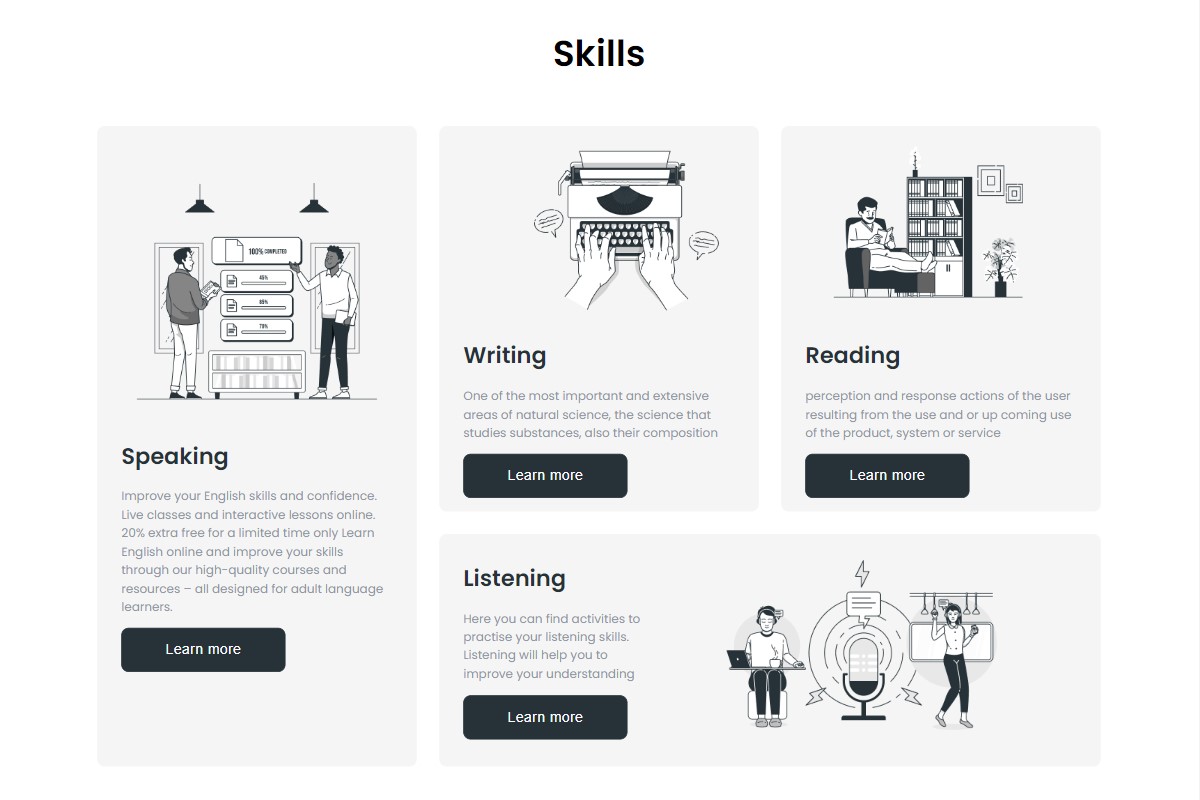 Skills
100% COMPLETED
45%
89%
Speaking
Improve your English skills and confidence.
Live classes and interactive lessons online.
20% extra free for a limited time only Learn
English online and improve your skills
through our high-quality courses and
resources – all designed for adult language
learners.
Learn more
Writing
One of the most important and extensive
areas of natural science, the science that
studies substances, also their composition
Learn more
Reading
perception and response actions of the user
resulting from the use and or up coming use
of the product, system or service
Learn more
Listening
Here you can find activities to
practise your listening skills.
Listening will help you to
improve your understanding
Learn more